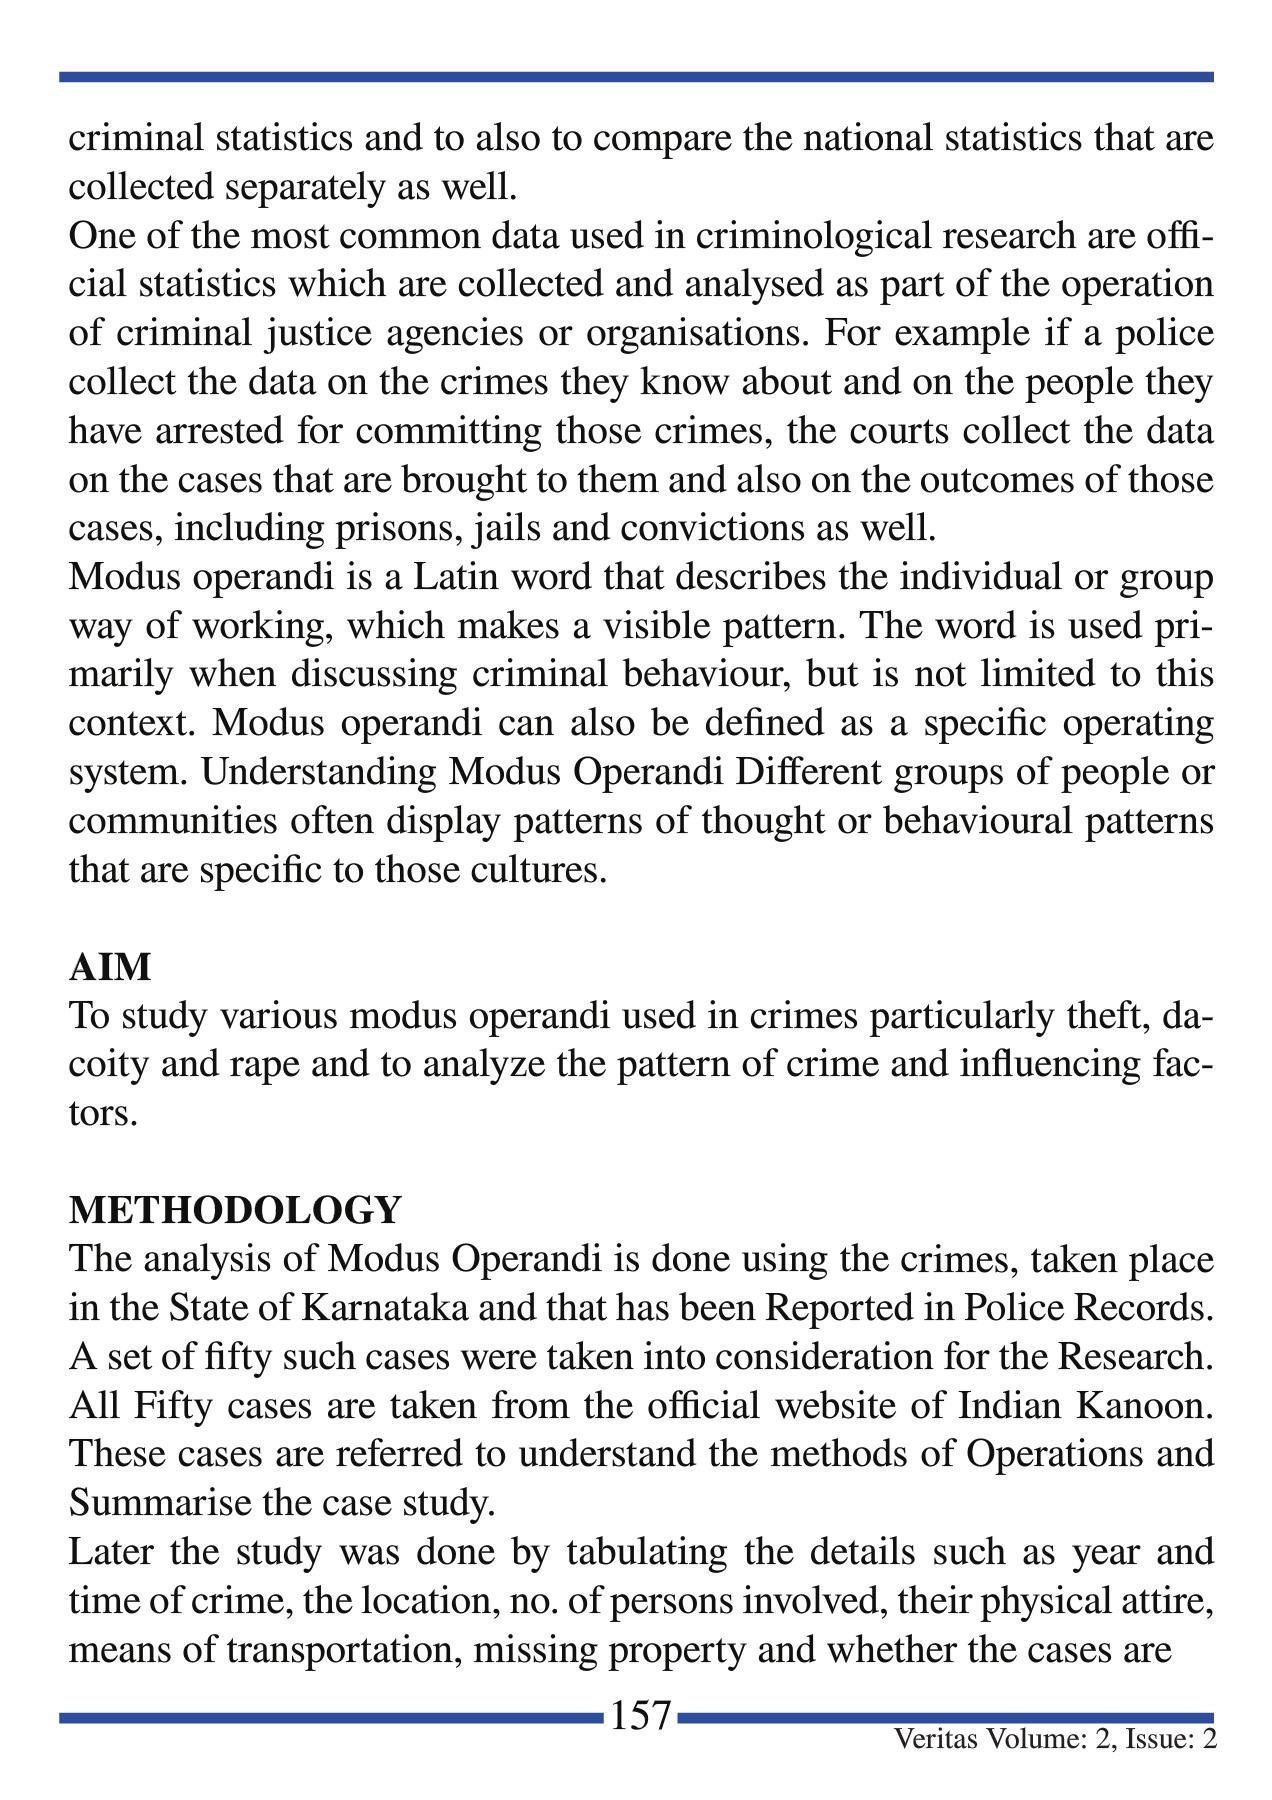 criminal statistics and to also to compare the national statistics that are
collected separately as well.
One of the most common data used in criminological research are offi-
cial statistics which are collected and analysed as part of the operation
of criminal justice agencies or organisations. For example if a police
collect the data on the crimes they know about and on the people they
have arrested for committing those crimes, the courts collect the data
on the cases that are brought to them and also on the outcomes of those
cases, including prisons, jails and convictions as well.
Modus operandi is a Latin word that describes the individual or group
way of working, which makes a visible pattern. The word is used pri-
marily when discussing criminal behaviour, but is not limited to this
context. Modus operandi can also be defined as a specific operating
system. Understanding Modus Operandi Different groups of people or
communities often display patterns of thought or behavioural patterns
that are specific to those cultures.
AIM
To study various modus operandi used in crimes particularly theft, da-
coity and rape and to analyze the pattern of crime and influencing fac-
tors.
METHODOLOGY
The analysis of Modus Operandi is done using the crimes, taken place
in the State of Karnataka and that has been Reported in Police Records.
A set of fifty such cases were taken into consideration for the Research.
All Fifty cases are taken from the official website of Indian Kanoon.
These cases are referred to understand the methods of Operations and
Summarise the case study.
Later the study was done by tabulating the details such as year and
time of crime, the location, no. of persons involved, their physical attire,
means of transportation, missing property and whether the cases are
157
Veritas Volume: 2, Issue: 2